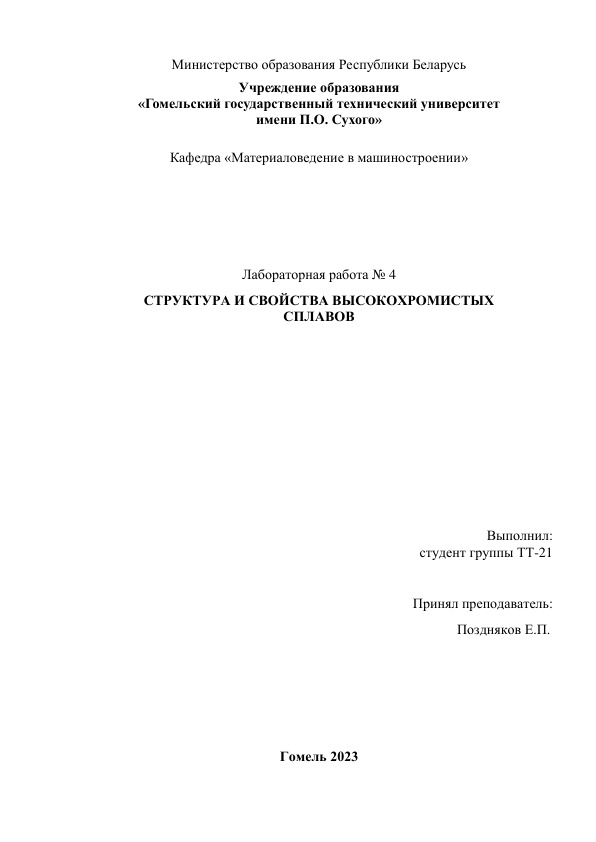 Министерство образования Республики Беларусь
Учреждение образования
«Гомельский государственный технический университет
имени П.О. Сухого»
Кафедра «Материаловедение в машиностроении»
Лабораторная работа № 4
СТРУКТУРА И СВОЙСТВА ВЫСОКОХРОМИСТЫХ
СПЛАВОВ
Выполнил:
студент группы ТТ-21
Принял преподаватель:
Поздняков Е.П.
Гомель 2023